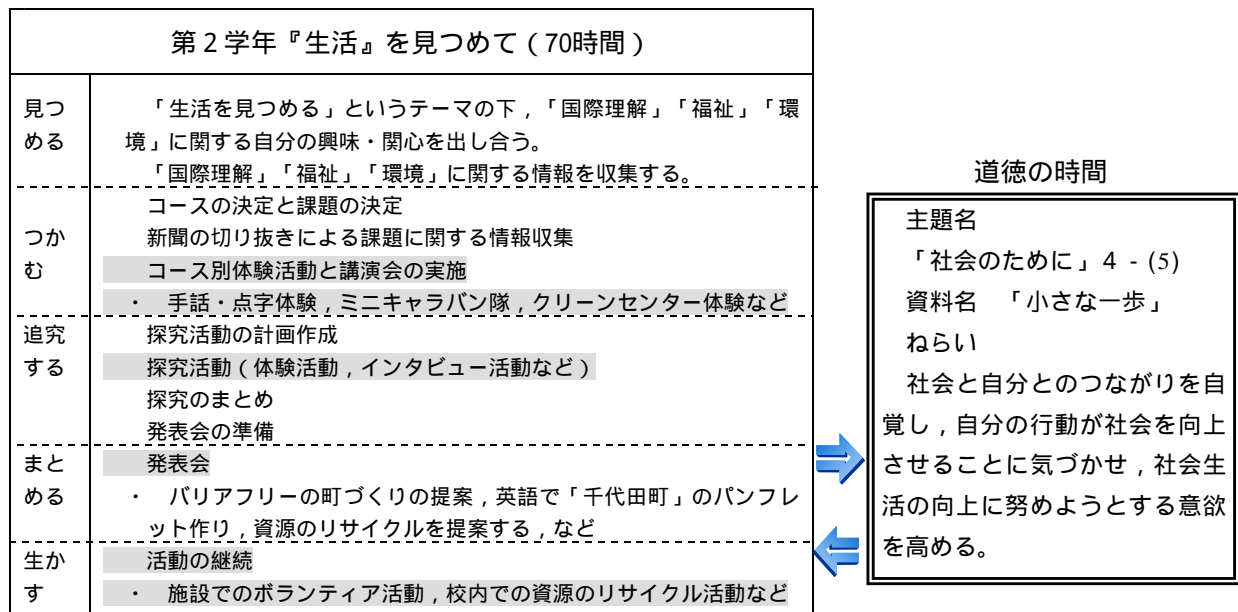 第２学年『生活』を見つめて（70時間）
見つ
める
「生活を見つめる」というテーマの下，「国際理解」「福祉」「環
境」に関する自分の興味・関心を出し合う。
「国際理解」「福祉」「環境」に関する情報を収集する。
つか
む
コースの決定と課題の決定
新聞の切り抜きによる課題に関する情報収集
コース別体験活動と講演会の実施
・　手話・点字体験，ミニキャラバン隊，クリーンセンター体験など
追究
する
探究活動の計画作成
探究活動（体験活動，インタビュー活動など）
探究のまとめ
発表会の準備
まと
める
発表会
・　バリアフリーの町づくりの提案，英語で「千代田町」のパンフレ
ット作り，資源のリサイクルを提案する，など
生か
す
活動の継続
・　施設でのボランティア活動，校内での資源のリサイクル活動など
道徳の時間
主題名
「社会のために」４-(5)
資料名　「小さな一歩」
ねらい
社会と自分とのつながりを自
覚し，自分の行動が社会を向上
させることに気づかせ，社会生
活の向上に努めようとする意欲
を高める。